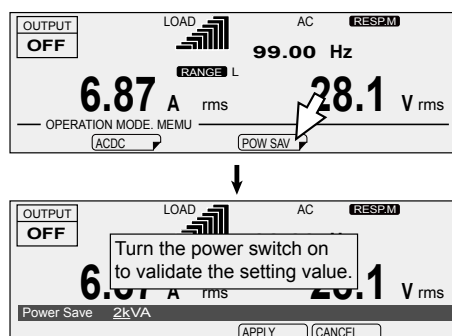 OUTPUT LOAD AC RESP.M
OFF
99.00 Hz
RANGE L
6.87 A rms 28.1 V rms
OPERATION MODE. MEMU
ACDC POW SAV
OUTPUT LOAD AC RESP.M
OFF
Turn the power switch on
to validate the setting value.
A rms V rms
Power Save 2kVA
APPLY CANCEL